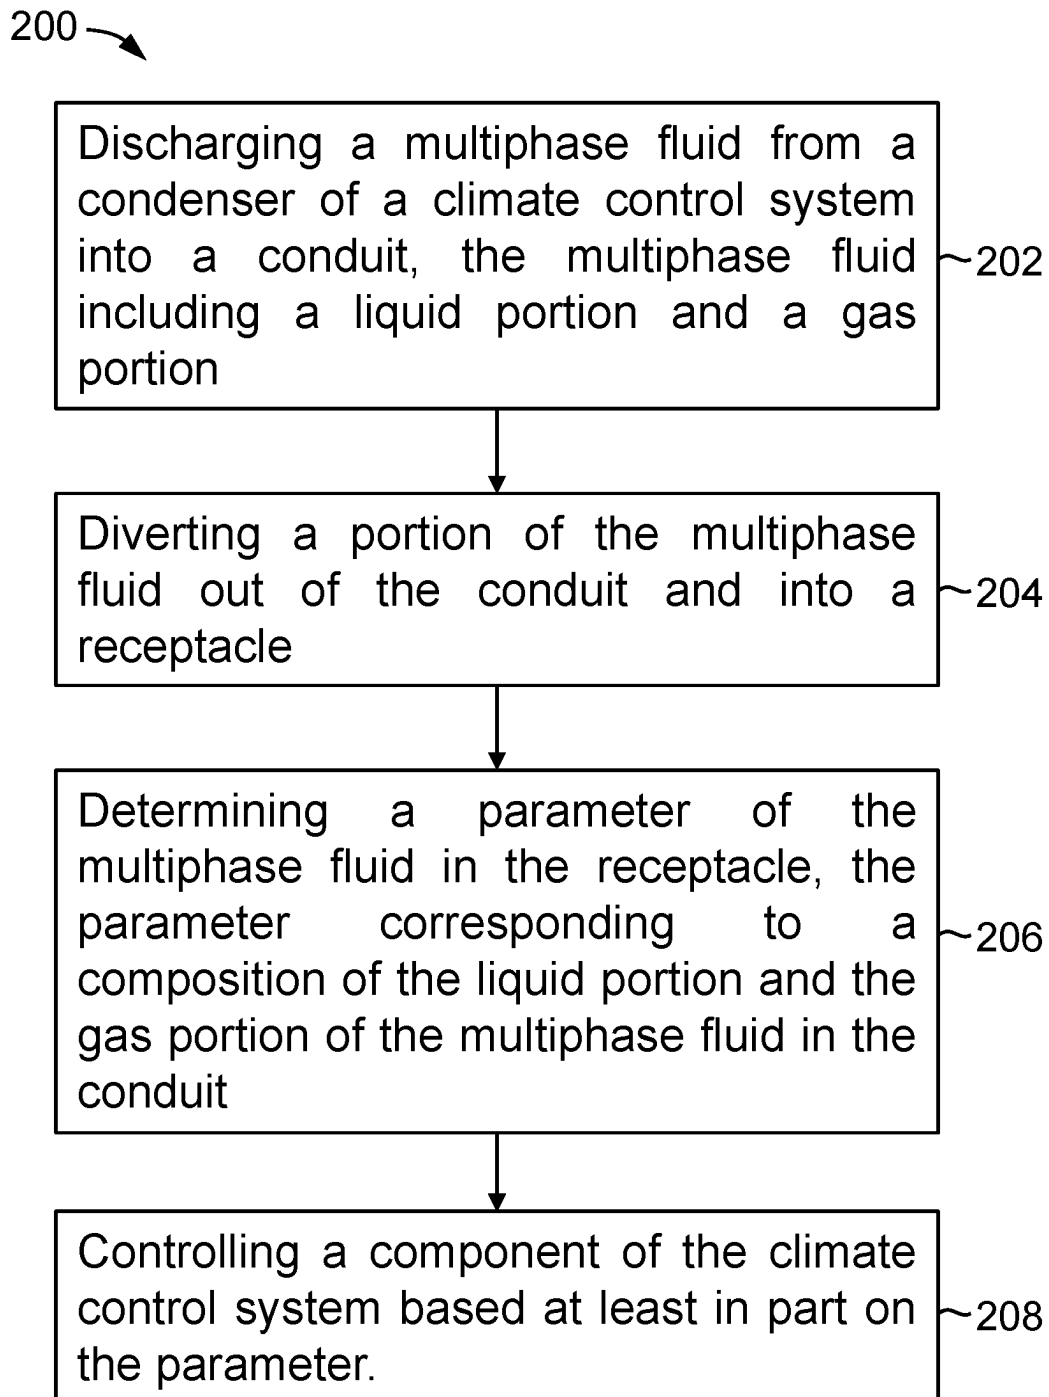 200
Discharging a multiphase fluid from a
condenser of a climate control system
into a conduit, the multiphase fluid
including a liquid portion and a gas
portion
202
Diverting a portion of the multiphase
fluid out of the conduit and into a
receptacle
204
Determining a parameter of the
multiphase fluid in the receptacle, the
parameter corresponding to a
composition of the liquid portion and the
gas portion of the multiphase fluid in the
conduit
206
Controlling a component of the climate
control system based at least in part on
the parameter.
208